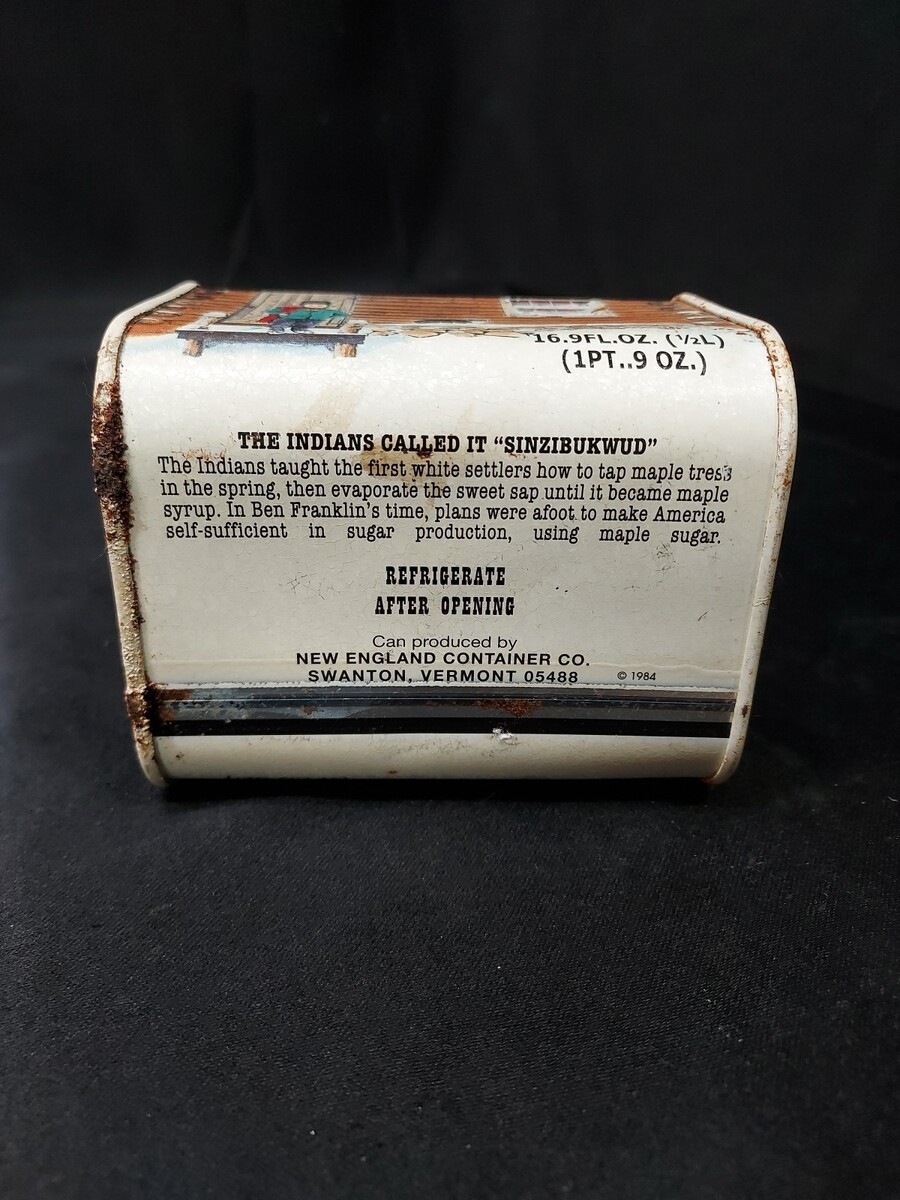 16.9FL.OZ. (½L)
(1PT..9 OZ.)
THE INDIANS CALLED IT “SINZIBUKWUD”
The Indians taught the first white settlers how to tap maple tress
in the spring, then evaporate the sweet sap until it became maple
syrup. In Ben Franklin's time, plans were afoot to make America
self-sufficient in sugar production, using maple sugar.
REFRIGERATE
AFTER OPENING
Can produced by
NEW ENGLAND CONTAINER CO.
SWANTON, VERMONT 05488 © 1984